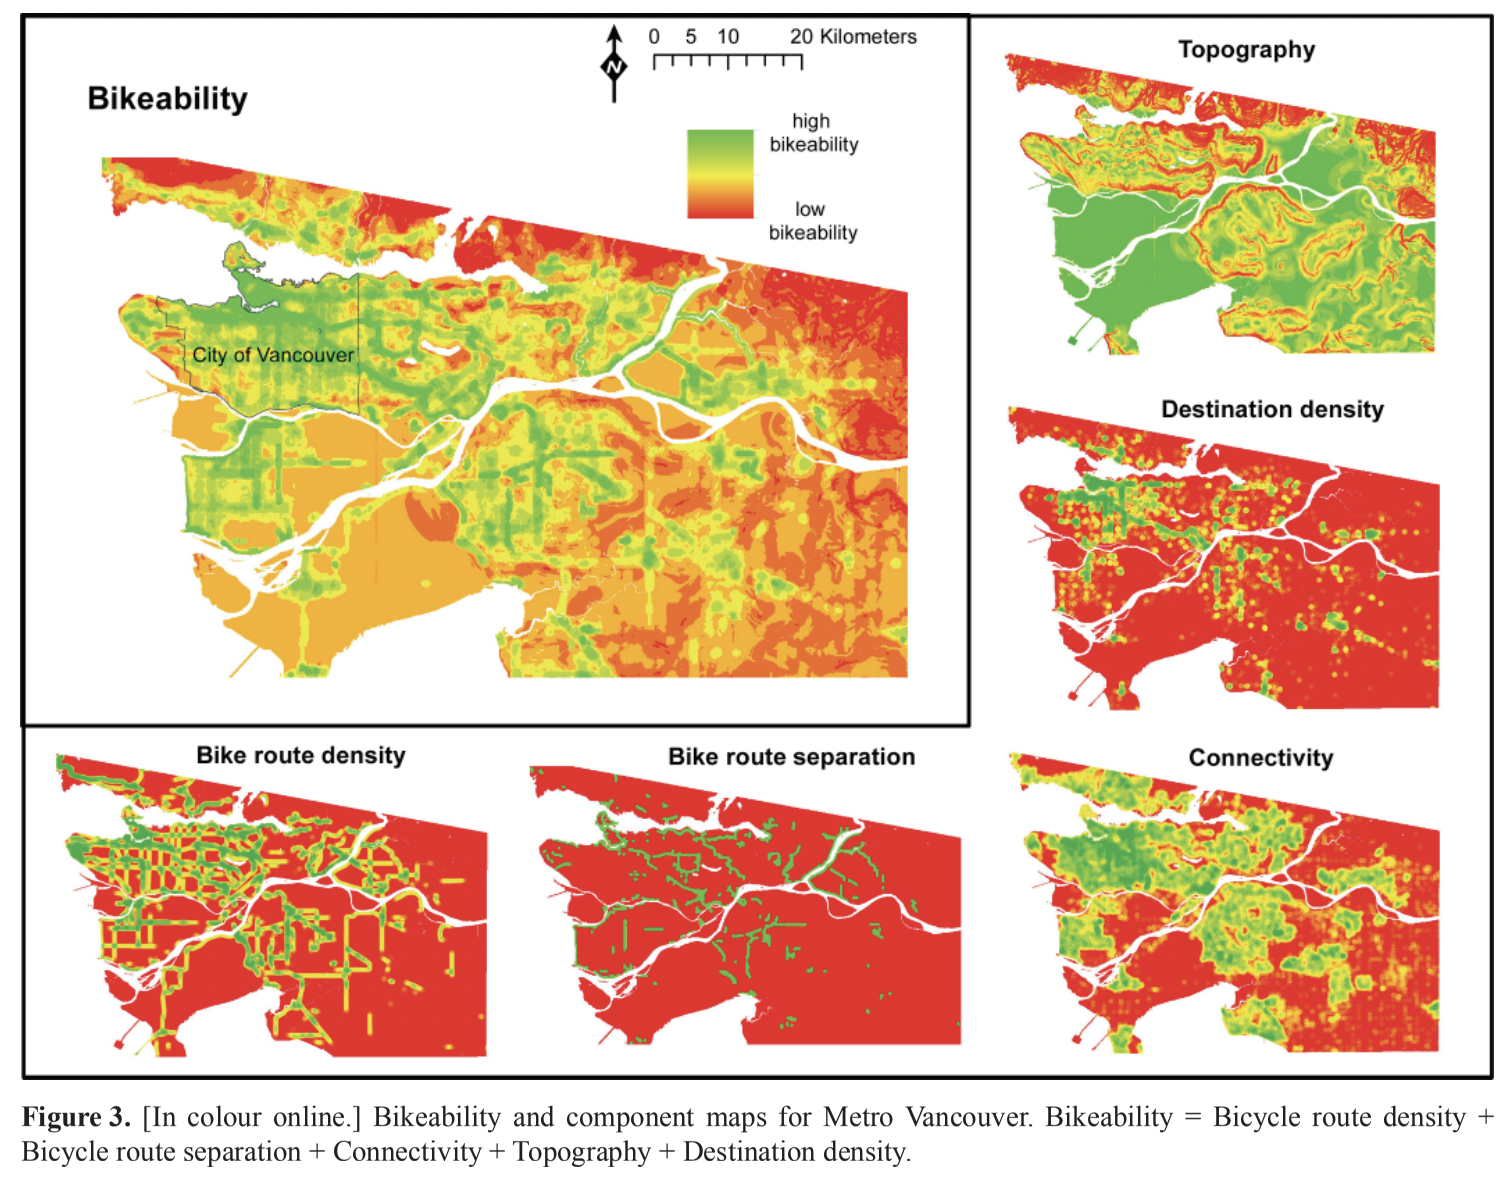 N
0 5 10 20 Kilometers
Bikeability
high
bikeability
low
bikeability
City of Vancouver
Topography
Destination density
Bike route density
Bike route separation
Connectivity
Figure 3. [In colour online.] Bikeability and component maps for Metro Vancouver. Bikeability = Bicycle route density +
Bicycle route separation + Connectivity + Topography + Destination density.